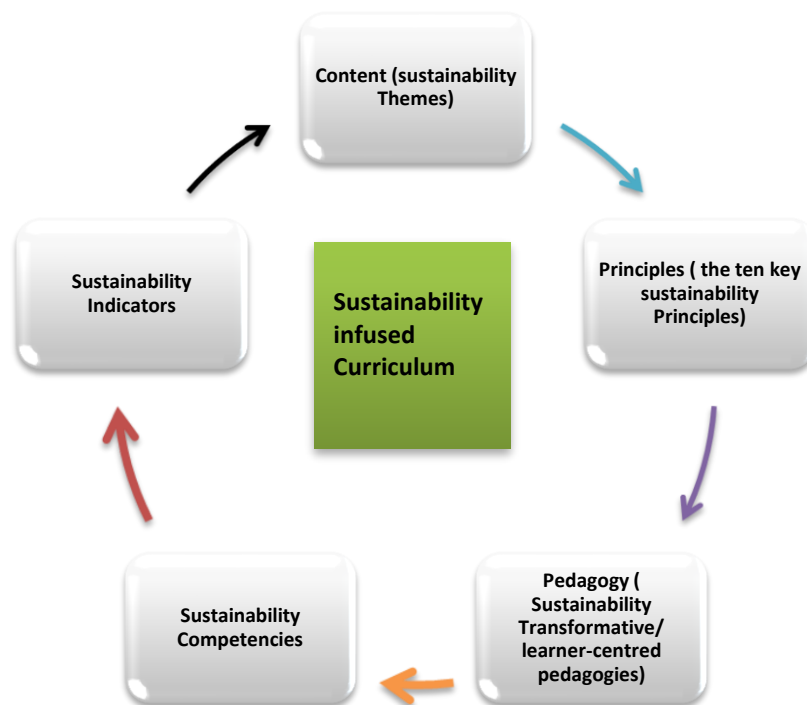 Content (sustainability
Themes)
Principles ( the ten key
sustainability
Principles)
Sustainability
Indicators
Sustainability
infused
Curriculum
Pedagogy (
Sustainability
Transformative/
learner-centred
pedagogies)
Sustainability
Competencies